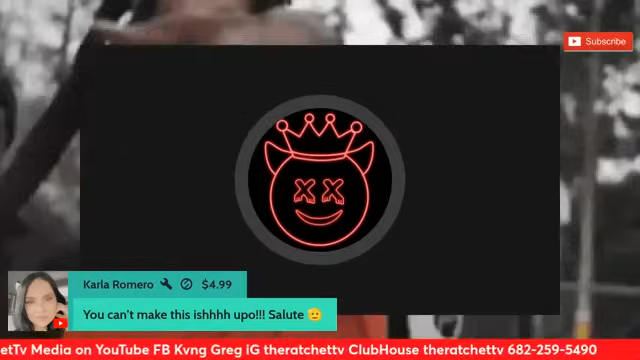 Subscribe
Karla Romero $4.99
You can't make this ishhhh upo!!! Salute 🫡
etTv Media on YouTube FB Kvng Greg iG theratchettv ClubHouse theratchettv 682-259-5490